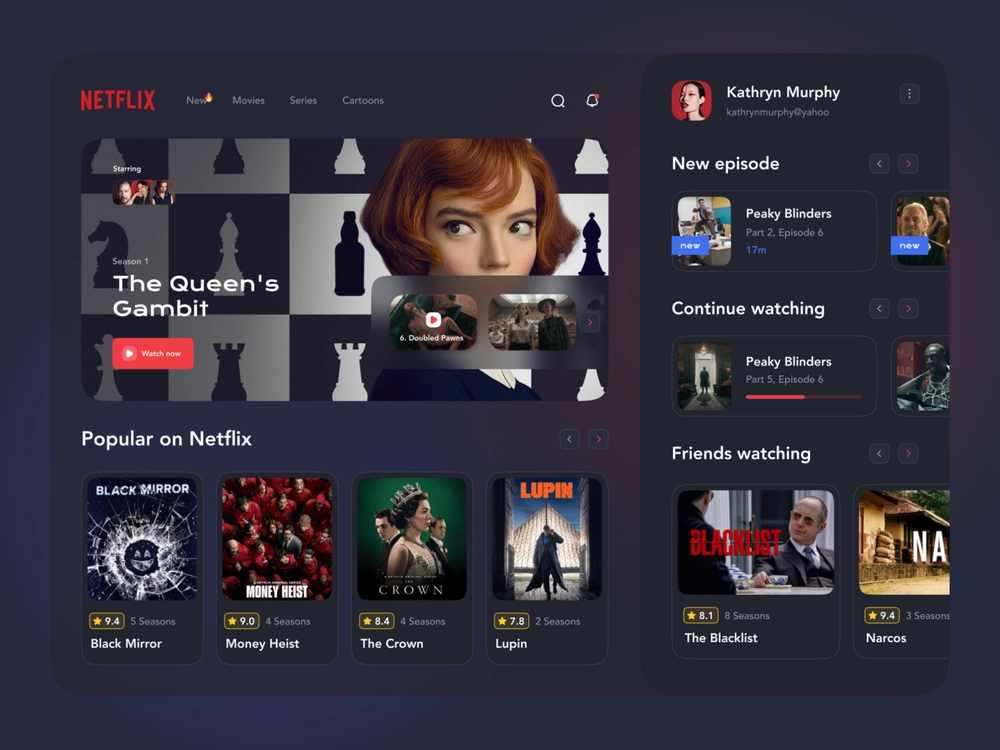 NETFLIX
New
Movies
Series
Cartoons
Starring
Season 1
The Queen's
Gambit
Watch now
6. Doubled Pawns
Popular on Netflix
BLACK MIRROR
9.4
5 Seasons
Black Mirror
A NETFLIX ORIGINAL SERIES
MONEY HEIST
9.0
4 Seasons
Money Heist
THE
CROWN
8.4
4 Seasons
The Crown
LUPIN
7.8
2 Seasons
Lupin
Kathryn Murphy
kathrynmurphy@yahoo
New episode
new
Peaky Blinders
Part 2, Episode 6
17m
new
Continue watching
Peaky Blinders
Part 5, Episode 6
Friends watching
BLACKLIST
8.1
8 Seasons
The Blacklist
NA
9.4
3 Seasons
Narcos